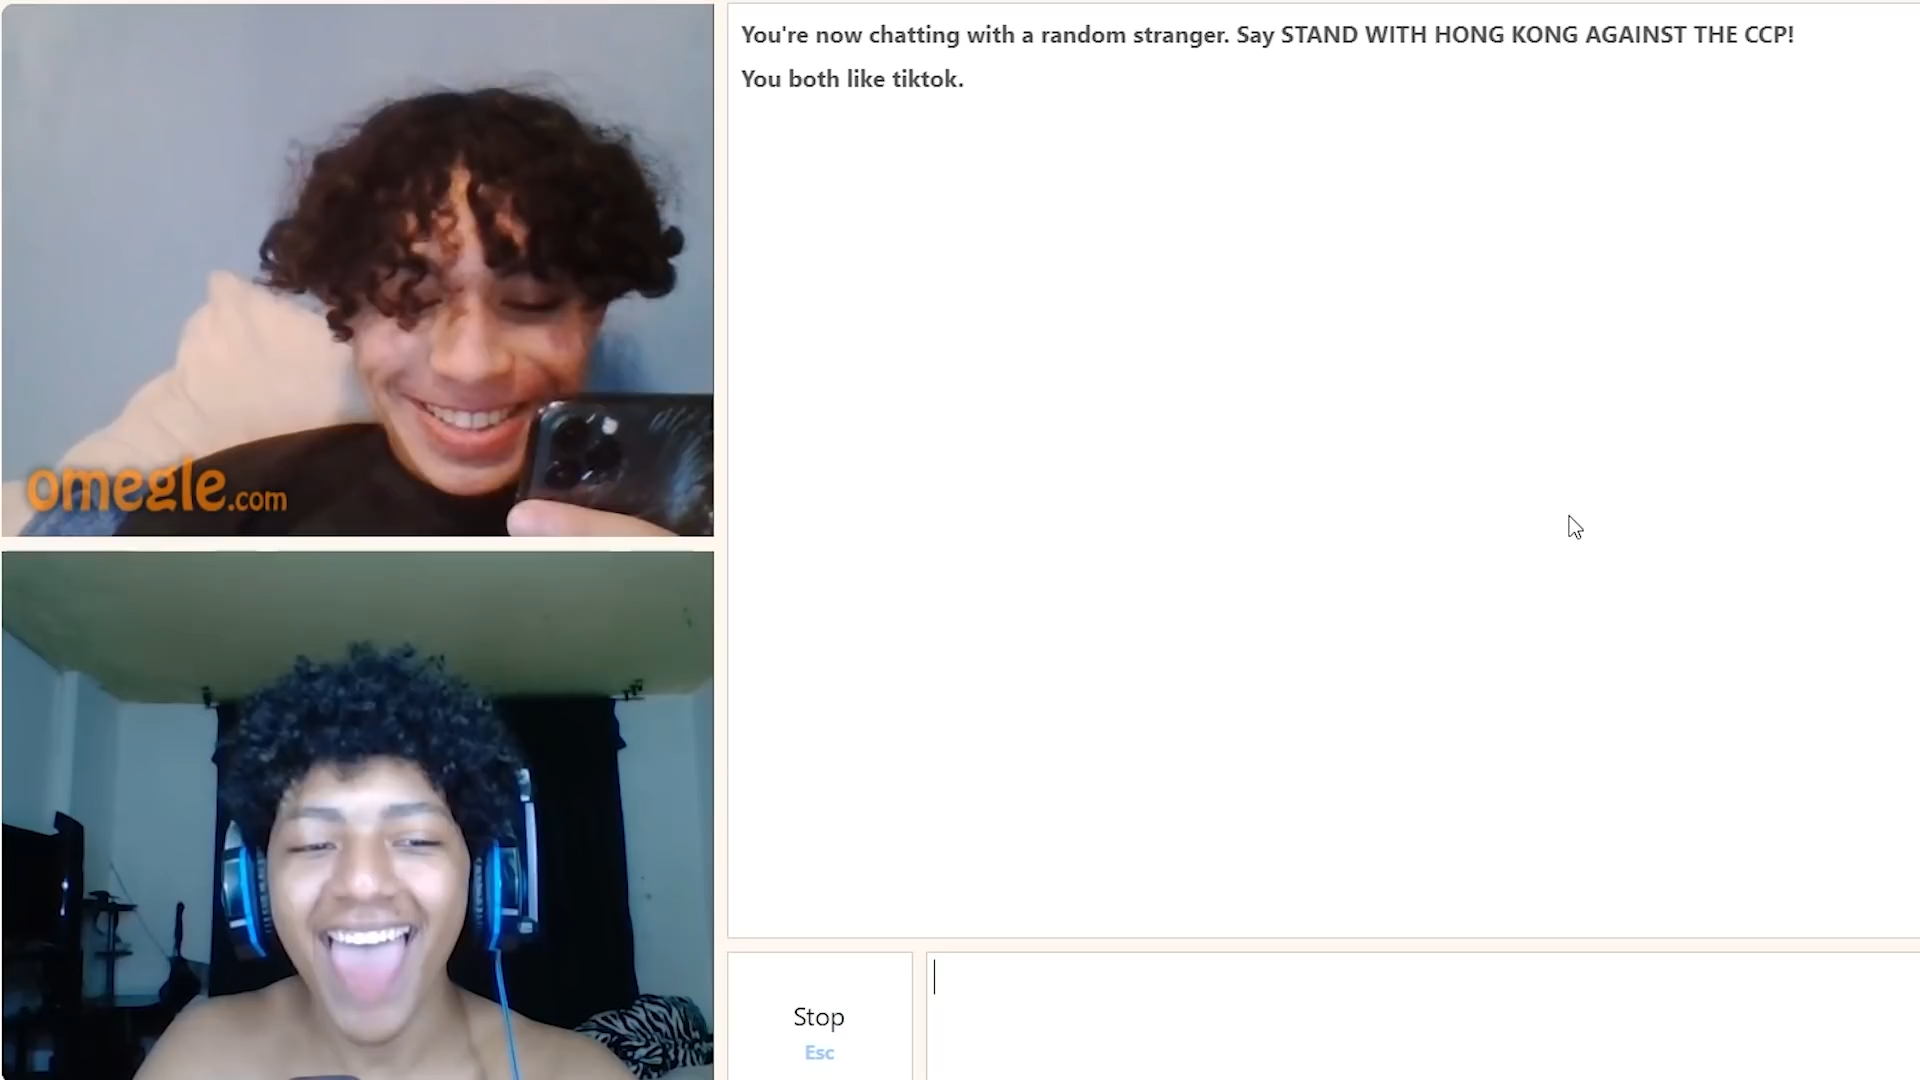 You're now chatting with a random stranger. Say STAND WITH HONG KONG AGAINST THE CCP!
You both like tiktok.
omegle.com
Stop
Esc